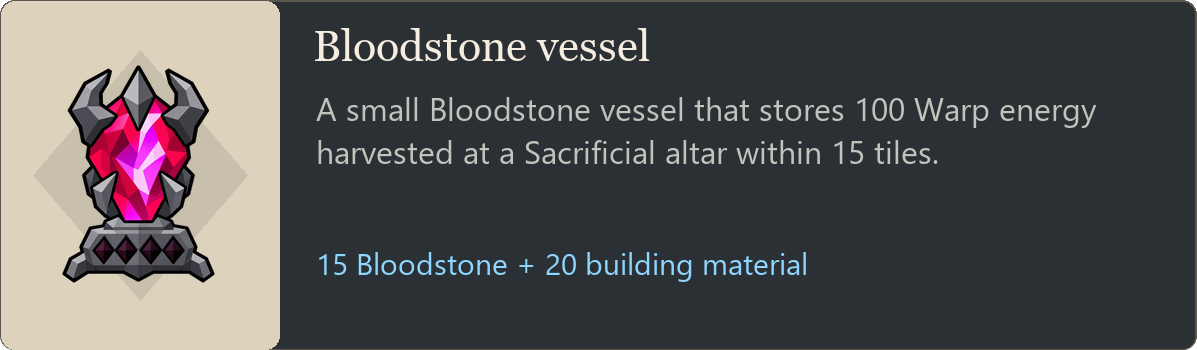 Bloodstone vessel
A small Bloodstone vessel that stores 100 Warp energy
harvested at a Sacrificial altar within 15 tiles.
15 Bloodstone + 20 building material